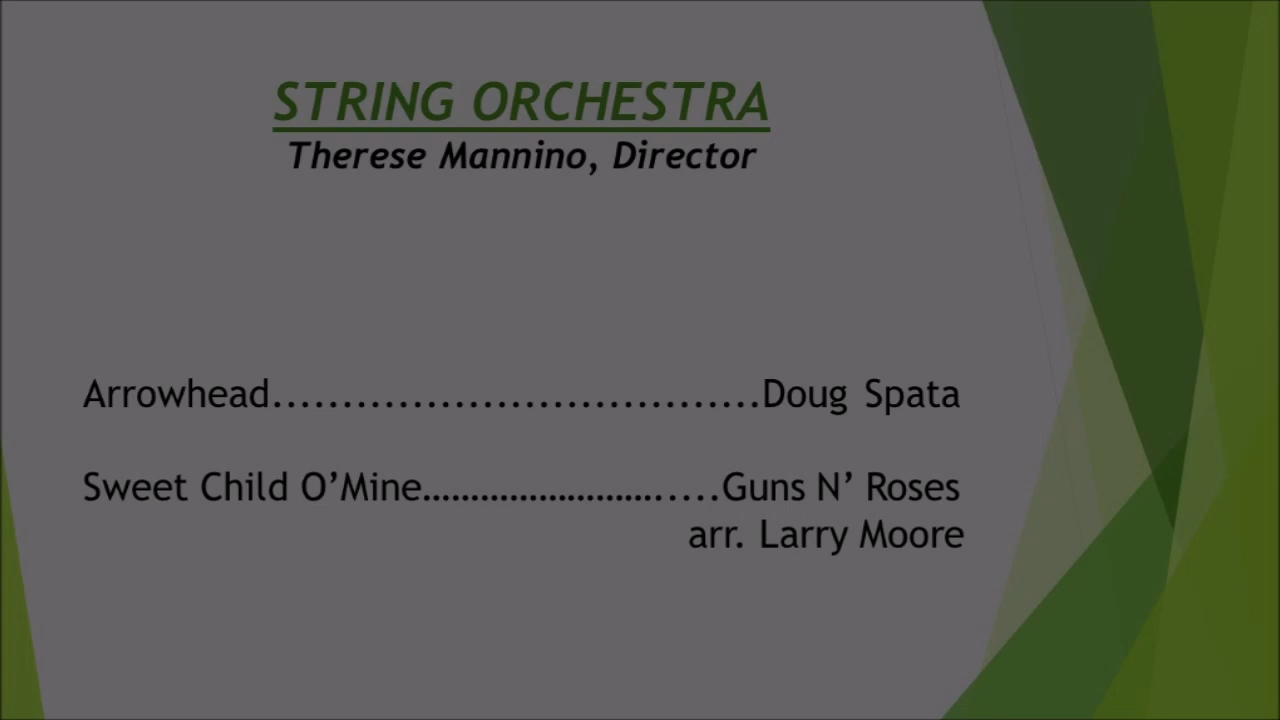 STRING ORCHESTRA
Therese Mannino, Director
Arrowhead...................................Doug Spata
Sweet Child O’Mine…………………….....Guns N’ Roses
arr. Larry Moore